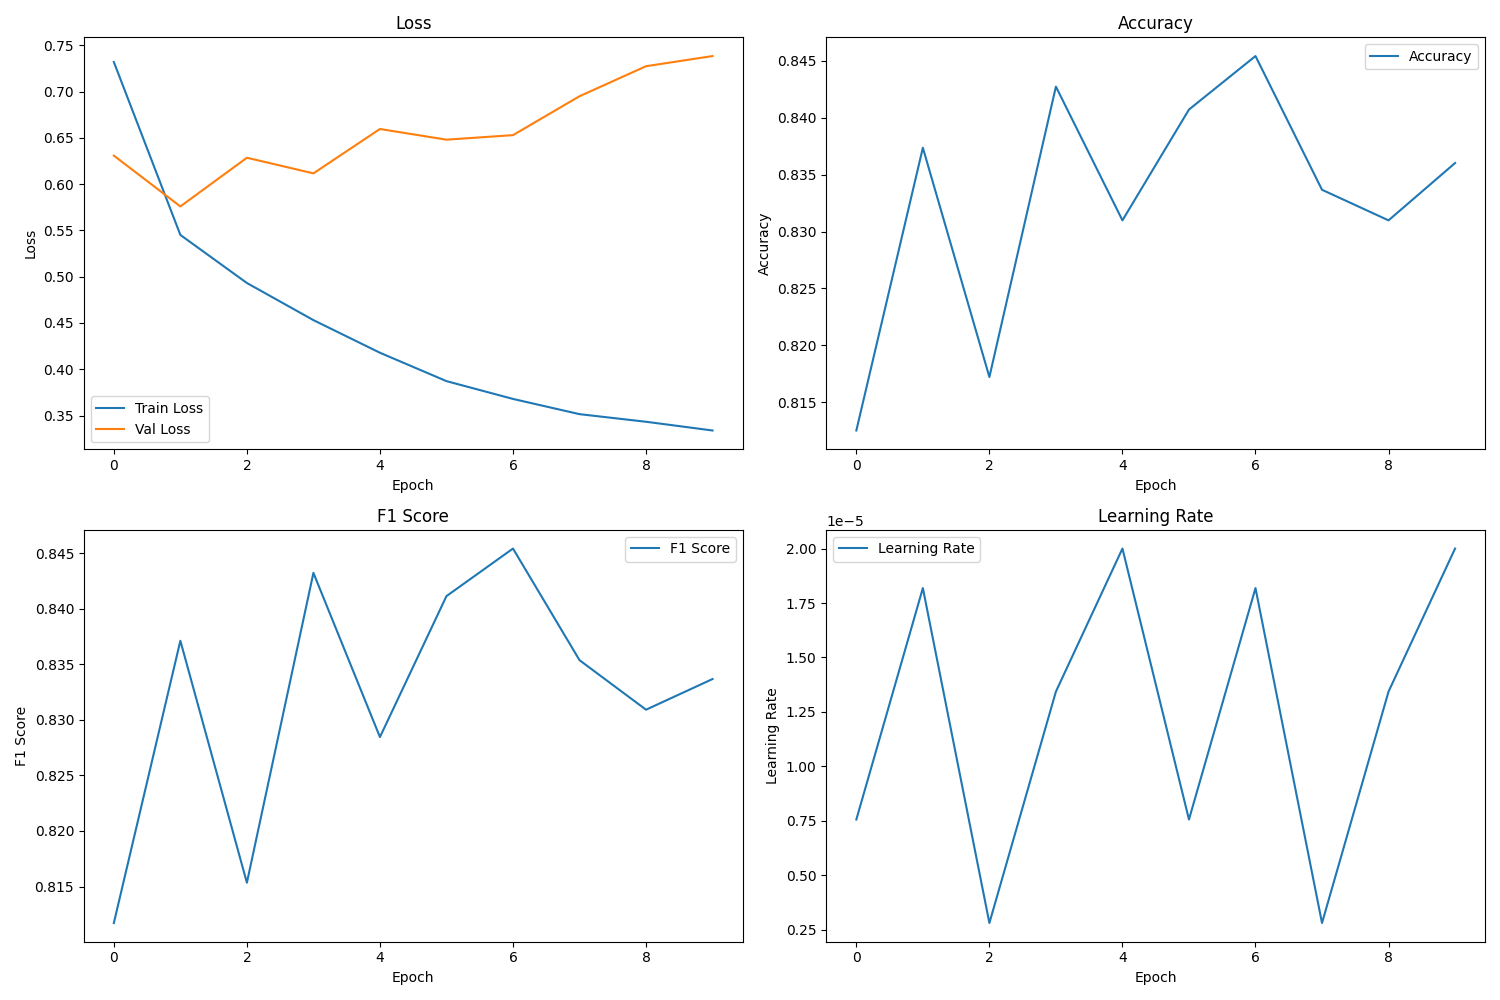 Loss
0.75
0.70
0.65
0.60
0.55
0.50
0.45
0.40
0.35
Loss
Train Loss
Val Loss
0 2 4 6 8
Epoch
Accuracy
0.845
0.840
0.835
0.830
0.825
0.820
0.815
Accuracy
Accuracy
0 2 4 6 8
Epoch
F1 Score
0.845
0.840
0.835
0.830
0.825
0.820
0.815
F1 Score
F1 Score
0 2 4 6 8
Epoch
1e−5
Learning Rate
2.00
1.75
1.50
1.25
1.00
0.75
0.50
0.25
Learning Rate
Learning Rate
0 2 4 6 8
Epoch